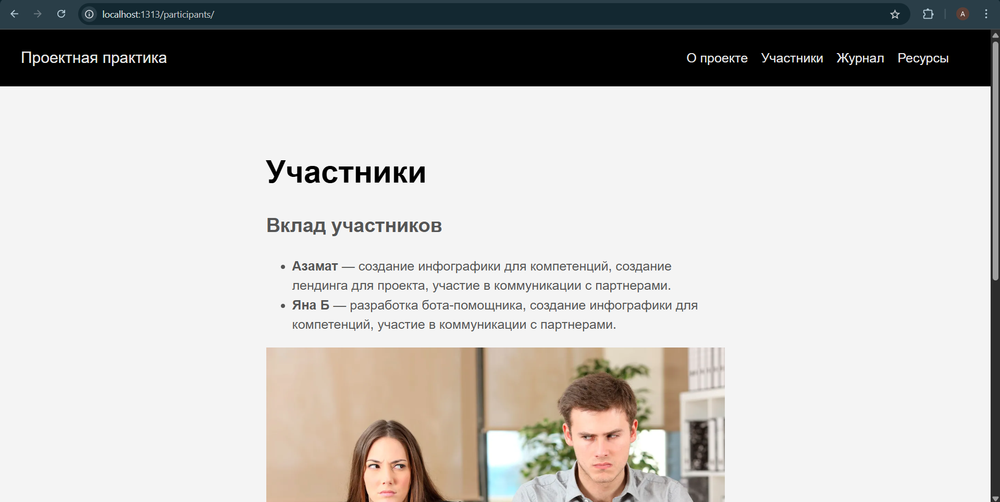 localhost:1313/participants/
A
Проектная практика
О проекте Участники Журнал Ресурсы
Участники
Вклад участников
Азамат — создание инфографики для компетенций, создание
лендинга для проекта, участие в коммуникации с партнерами.
Яна Б — разработка бота-помощника, создание инфографики для
компетенций, участие в коммуникации с партнерами.